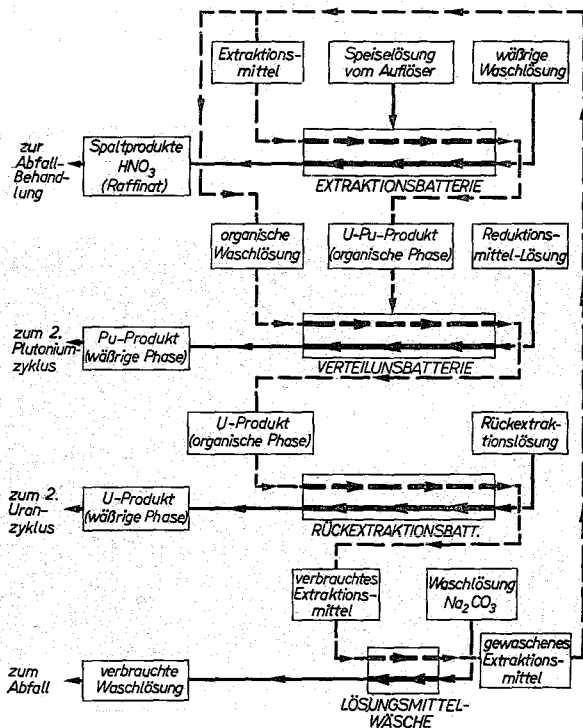 Extraktions-
mittel
Speiselösung
vom Auflöser
wäßrige
Waschlösung
zur
Abfall-
Behand-
lung
Spaltprodukte
HNO3
(Raffinat)
EXTRAKTIONSBATTERIE
organische
Waschlösung
U-Pu-Produkt
(organische Phase)
Reduktions-
mittel-Lösung
zum 2.
Plutonium-
zyklus
Pu-Produkt
(wäßrige Phase)
VERTEILUNSBATTERIE
U-Produkt
(organische Phase)
Rückextrak-
tionslösung
zum 2.
Uran-
zyklus
U-Produkt
(wäßrige Phase)
RÜCKEXTRAKTIONSBATT.
verbrauchtes
Extraktions-
mittel
Waschlösung
Na2CO3
gewaschenes
Extraktions-
mittel
zum
Abfall
verbrauchte
Waschlösung
LÖSUNGSMITTEL-
WÄSCHE